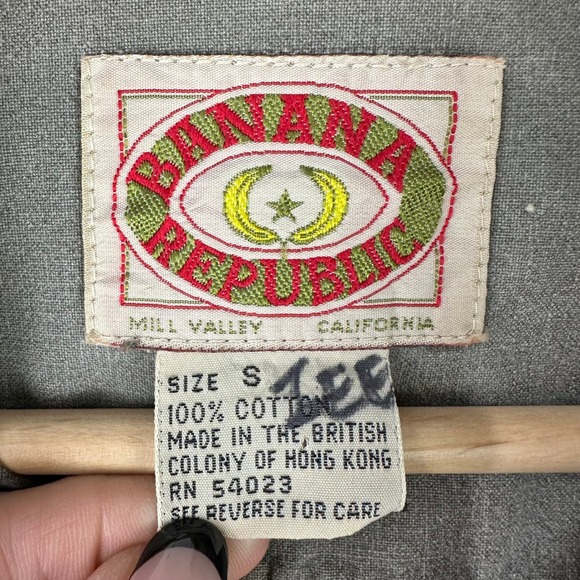 BANANA
REPUBLIC
MILL VALLEY CALIFORNIA
SIZE S LEE
100% COTTON
MADE IN THE BRITISH
COLONY OF HONG KONG
RN 54023
SEE REVERSE FOR CARE